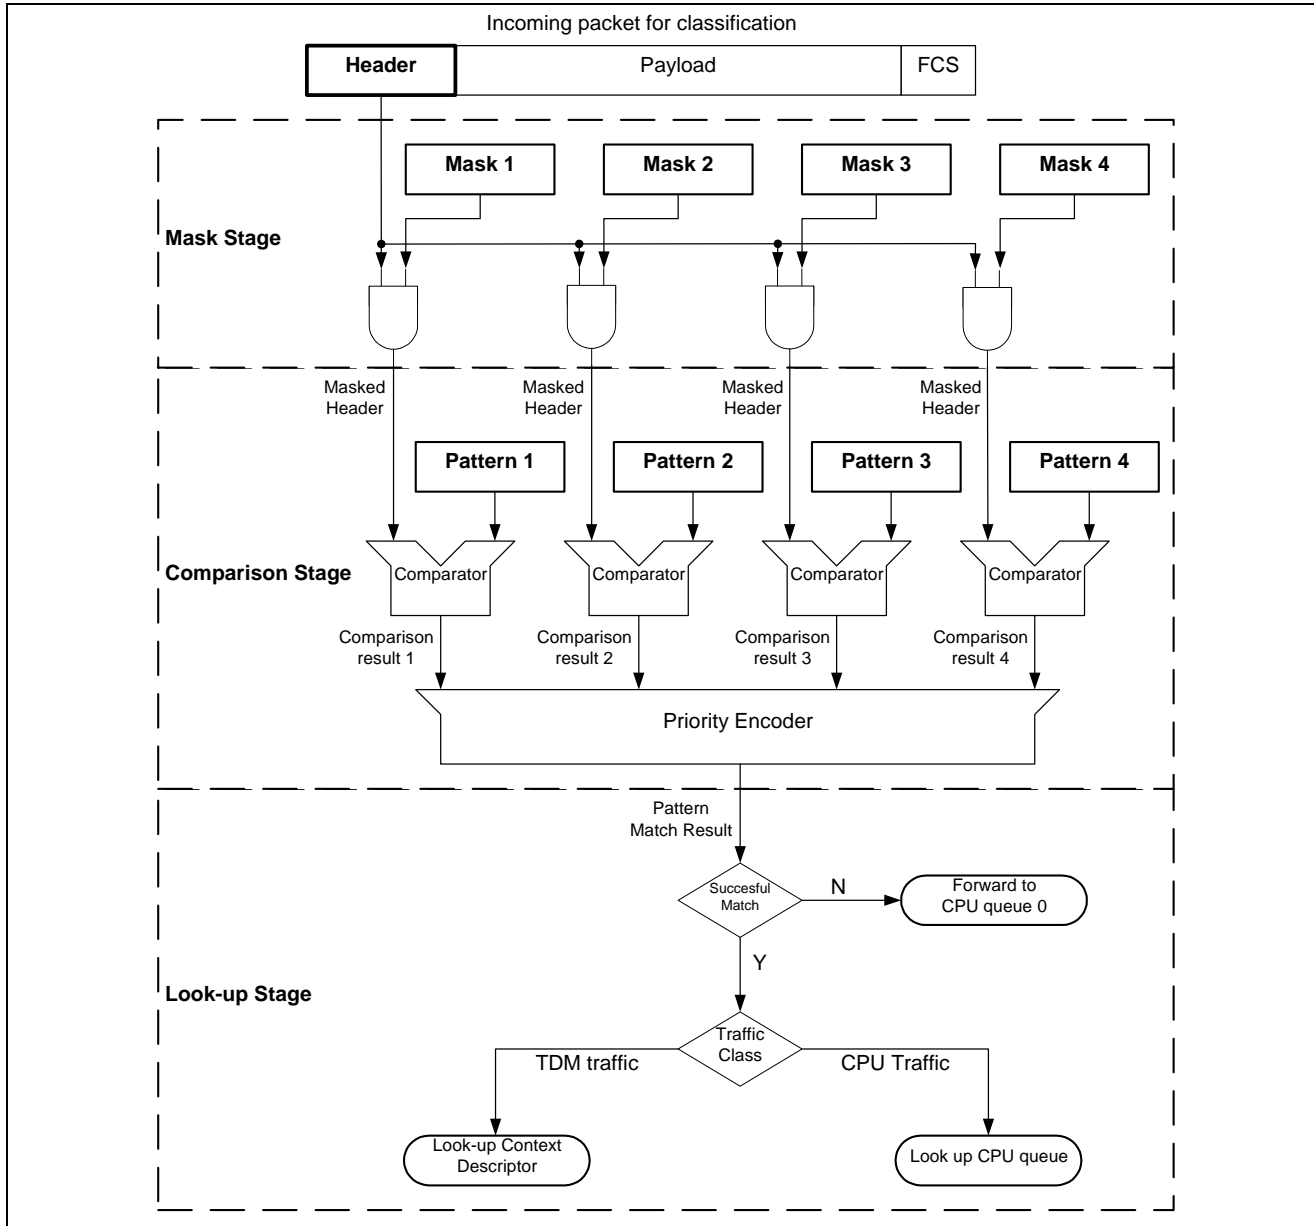 Incoming packet for classification
Header
Payload
FCS
Mask 1
Mask 2
Mask 3
Mask 4
Mask Stage
Masked
Header
Masked
Header
Masked
Header
Masked
Header
Pattern 1
Pattern 2
Pattern 3
Pattern 4
Comparison Stage
Comparator
Comparator
Comparator
Comparator
Comparison
result 1
Comparison
result 2
Comparison
result 3
Comparison
result 4
Priority Encoder
Pattern
Match Result
Succesful
Match
N
Forward to
CPU queue 0
Y
Look-up Stage
Traffic
Class
TDM traffic
CPU Traffic
Look-up Context
Descriptor
Look up CPU queue